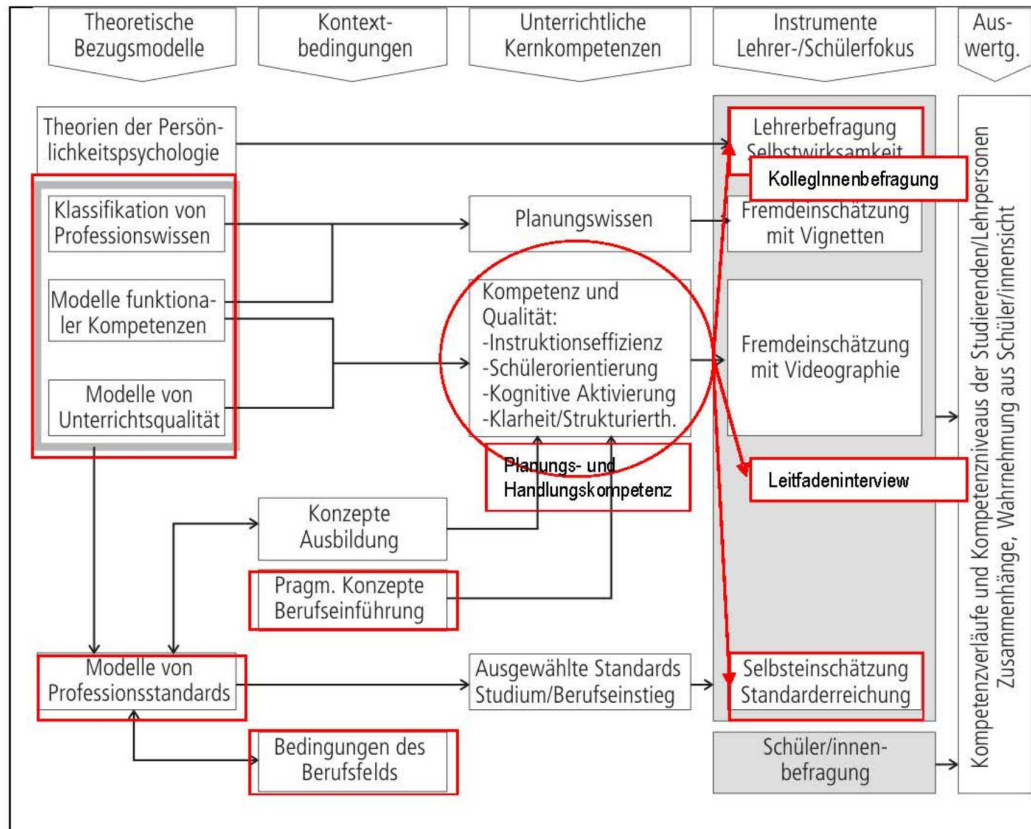 Theoretische
Bezugsmodelle
Kontext-
bedingungen
Unterrichtliche
Kernkompetenzen
Instrumente
Lehrer-/Schülerfokus
Aus-
wertg.
Theorien der Persön-
lichkeitspsychologie
Lehrerbefragung
Selbstwirksamkeit
KollegInnenbefragung
Klassifikation von
Professionswissen
Planungswissen
Fremdeinschätzung
mit Vignetten
Modelle funktiona-
ler Kompetenzen
Kompetenz und
Qualität:
-Instruktionseffizienz
-Schülerorientierung
-Kognitive Aktivierung
-Klarheit/Strukturierth.
Fremdeinschätzung
mit Videographie
Modelle von
Unterrichtsqualität
Planungs- und
Handlungskompetenz
Leitfadeninterview
Konzepte
Ausbildung
Pragm. Konzepte
Berufseinführung
Modelle von
Professionsstandards
Ausgewählte Standards
Studium/Berufseinstieg
Selbsteinschätzung
Standarderreichung
Bedingungen des
Berufsfelds
Schüler/innen-
befragung
Kompetenzverläufe und Kompetenzniveaus der Studierenden/Lehrpersonen
Zusammenhänge, Wahrnehmung aus Schüler/innensicht